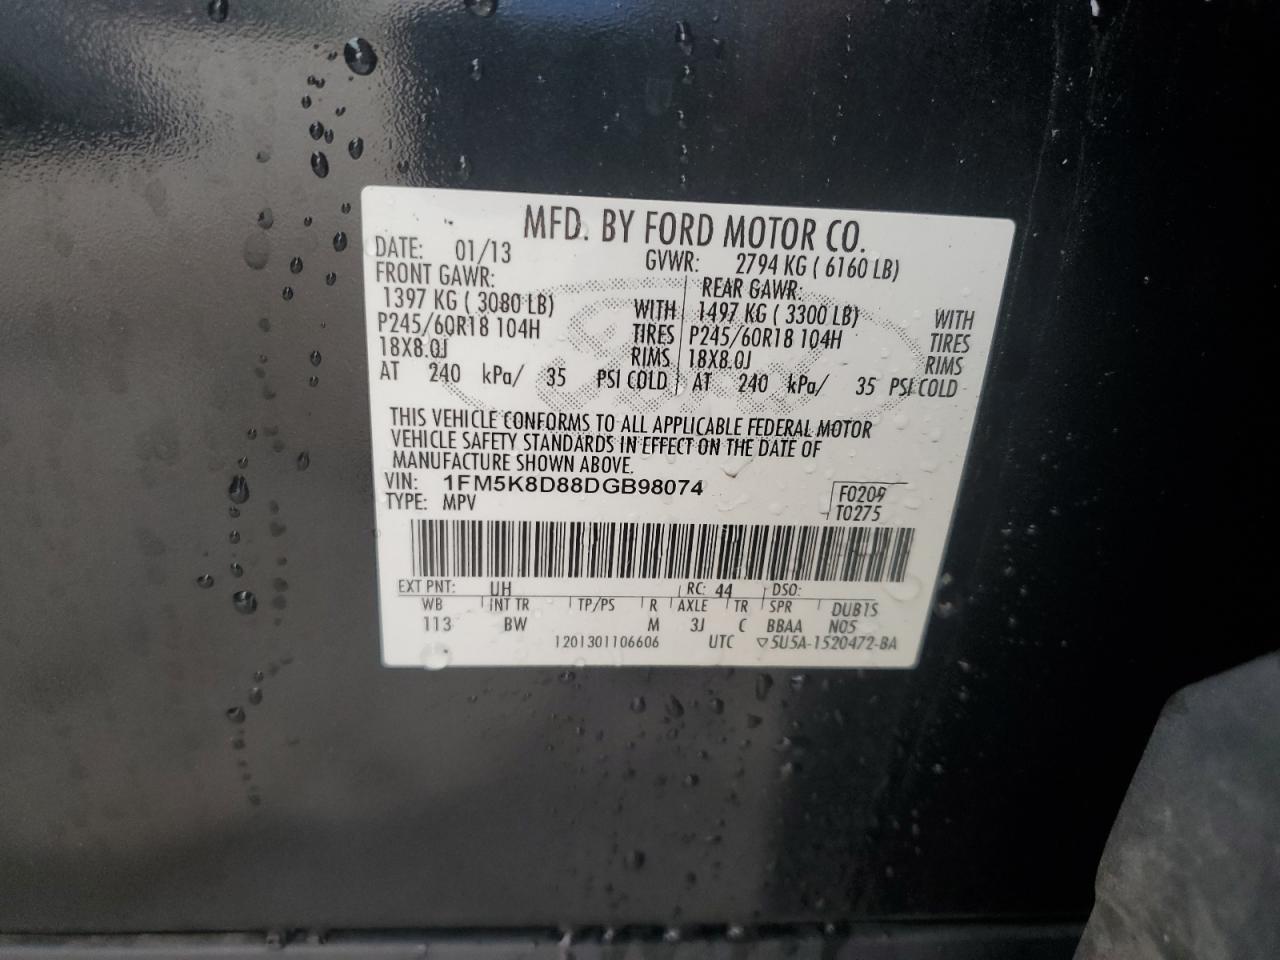 MFD. BY FORD MOTOR CO.
DATE: 01/13 GVWR: 2794 KG ( 6160 LB)
FRONT GAWR: REAR GAWR:
1397 KG ( 3080 LB) WITH 1497 KG ( 3300 LB) WITH
P245/60R18 104H TIRES P245/60R18 104H TIRES
18X8.0J RIMS 18X8.0J RIMS
AT 240 kPa/ 35 PSI COLD AT 240 kPa/ 35 PSI COLD
THIS VEHICLE CONFORMS TO ALL APPLICABLE FEDERAL MOTOR
VEHICLE SAFETY STANDARDS IN EFFECT ON THE DATE OF
MANUFACTURE SHOWN ABOVE.
VIN: 1FM5K8D88DGB98074 F0209
TYPE: MPV T0275
EXT PNT: UH RC: 44 DSO:
WB INT TR TP/PS R AXLE TR SPR DUB1S
113 BW M 3J C BBAA N05
1201301106606 UTC ▽5U5A-1520472-BA